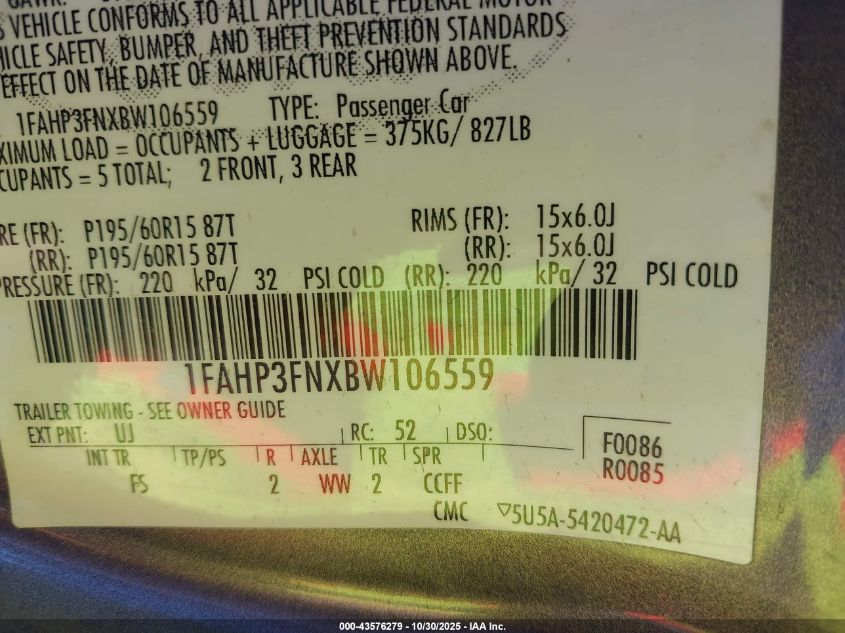 VEHICLE CONFORMS TO ALL APPLICABLE FEDERAL MOTOR
SAFETY, BUMPER, AND THEFT PREVENTION STANDARDS
EFFECT ON THE DATE OF MANUFACTURE SHOWN ABOVE.
1FAHP3FNXBW106559 TYPE: Passenger Car
LOAD = OCCUPANTS + LUGGAGE = 375KG/ 827LB
= 5 TOTAL; 2 FRONT, 3 REAR
(FR): P195/60R15 87T RIMS (FR): 15x6.0J
(RR): P195/60R15 87T (RR): 15x6.0J
PRESSURE (FR): 220 kPa/ 32 PSI COLD (RR): 220 kPa/ 32 PSI COLD
1FAHP3FNXBW106559
TRAILER TOWING - SEE OWNER GUIDE
EXT PNT: UJ RC: 52 DSO:
INT TR TP/PS R AXLE TR SPR
FS 2 WW 2 CCFF
F0086
R0085
CMC ▽5U5A-5420472-AA
000-43576279 - 10/30/2025 - IAA Inc.